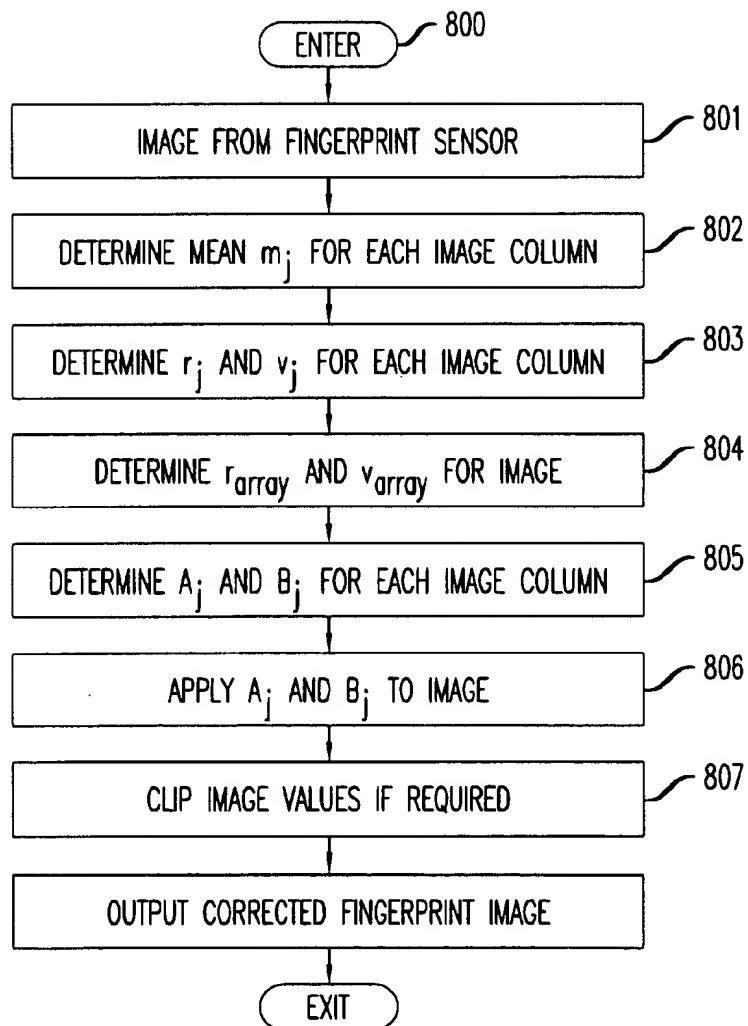 ENTER 800
IMAGE FROM FINGERPRINT SENSOR 801
DETERMINE MEAN mj FOR EACH IMAGE COLUMN 802
DETERMINE rj AND vj FOR EACH IMAGE COLUMN 803
DETERMINE rarray AND varray FOR IMAGE 804
DETERMINE Aj AND Bj FOR EACH IMAGE COLUMN 805
APPLY Aj AND Bj TO IMAGE 806
CLIP IMAGE VALUES IF REQUIRED 807
OUTPUT CORRECTED FINGERPRINT IMAGE
EXIT